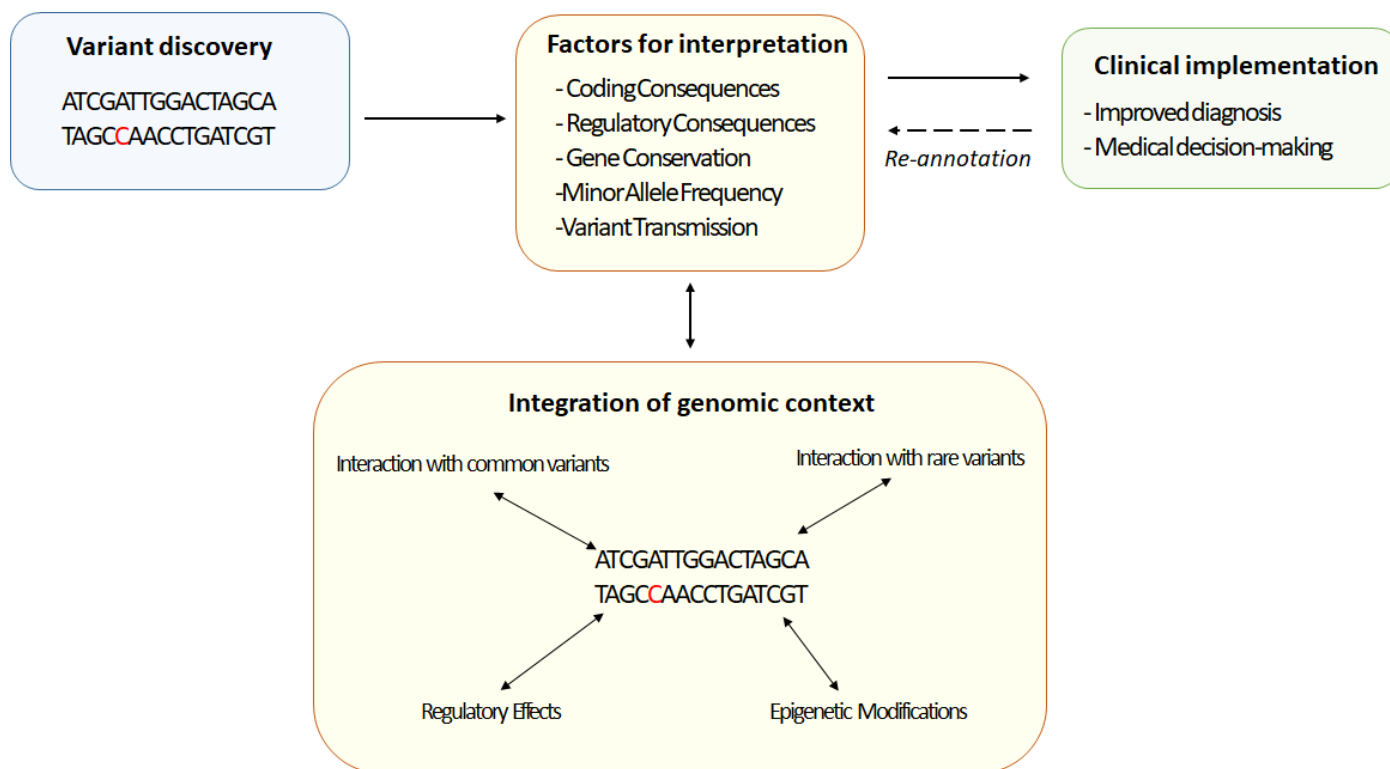 Variant discovery
ATCGATTGGACTAGCA
TAGCCAACCTGATCGT
Factors for interpretation
- Coding Consequences
- Regulatory Consequences
- Gene Conservation
-Minor Allele Frequency
-Variant Transmission
Re-annotation
Clinical implementation
- Improved diagnosis
- Medical decision-making
Integration of genomic context
Interaction with common variants
Interaction with rare variants
ATCGATTGGACTAGCA
TAGCCAACCTGATCGT
Regulatory Effects
Epigenetic Modifications